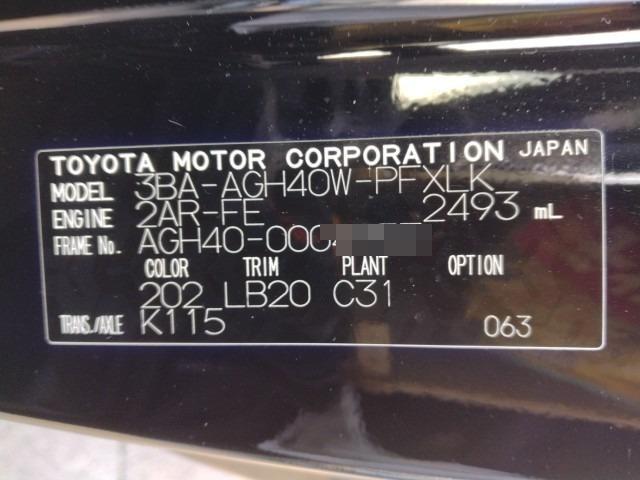 TOYOTA MOTOR CORPORATION JAPAN
MODEL 3BA-AGH40W-PFXLK
ENGINE 2AR-FE 2493 mL
FRAME No. AGH40-0004
COLOR TRIM PLANT OPTION
202 LB20 C31
TRANS./AXLE K115 063